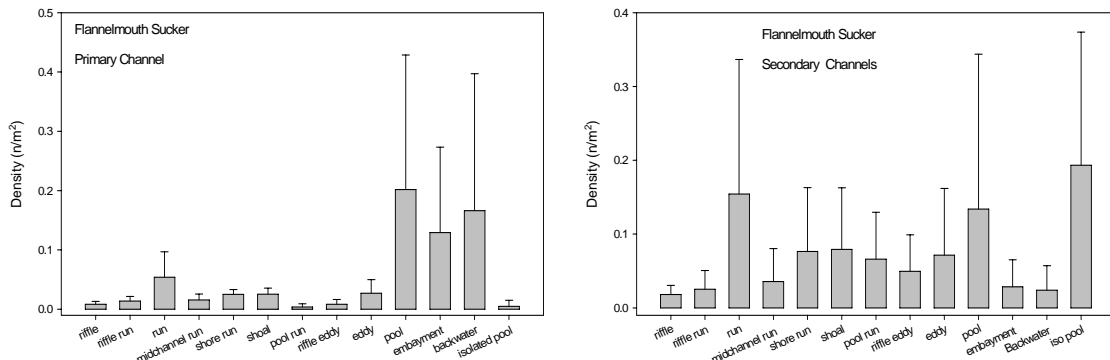 0.5
0.4
0.3
0.2
0.1
0.0
Density (n/m²)
Flannelmouth Sucker
Primary Channel
riffle
riffle run
run
midchannel run
shore run
shoal
pool run
riffle eddy
eddy
pool
embayment
backwater
isolated pool
0.4
0.3
0.2
0.1
0.0
Density (n/m²)
Flannelmouth Sucker
Secondary Channels
riffle
riffle run
run
midchannel run
shore run
shoal
pool run
riffle eddy
eddy
pool
embayment
Backwater
iso pool